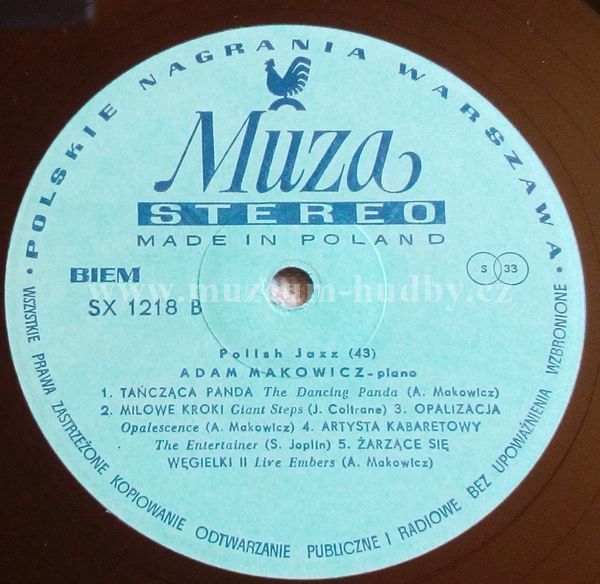 • POLSKIE NAGRANIA WARSZAWA •
Muza
STEREO
MADE IN POLAND
BIEM
SX 1218 B
S 33
www.muzeum-hudby.cz
Polish Jazz (43)
ADAM MAKOWICZ - piano
1. TAŃCZĄCA PANDA The Dancing Panda (A. Makowicz)
2. MILOWE KROKI Giant Steps (J. Coltrane) 3. OPALIZACJA
Opalescence (A. Makowicz) 4. ARTYSTA KABARETOWY
The Entertainer (S. Joplin) 5. ŻARZĄCE SIĘ
WĘGIELKI II Live Embers (A. Makowicz)
WSZYSTKIE PRAWA ZASTRZEŻONE KOPIOWANIE ODTWARZANIE PUBLICZNE I RADIOWE BEZ UPOWAŻNIENIA WZBRONIONE